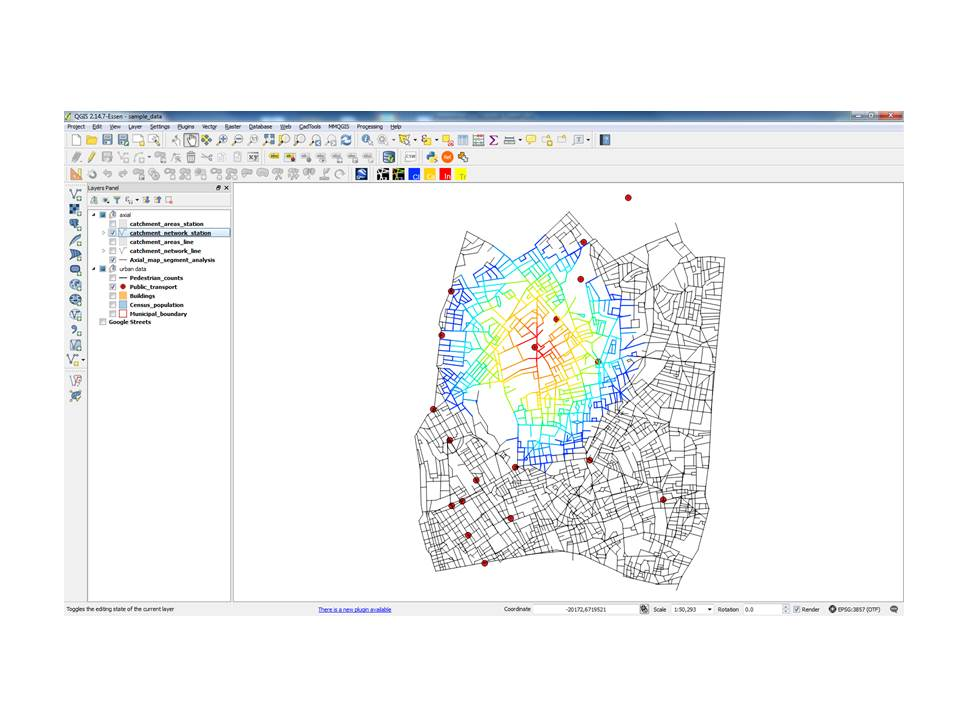 QGIS 2.14.7-Essen - sample_data
Project Edit View Layer Settings Plugins Vector Raster Database Web CadTools MMQGIS Processing Help
Layers Panel
axial
catchment_areas_station
catchment_network_station
catchment_areas_line
catchment_network_line
Axial_map_segment_analysis
urban data
Pedestrian_counts
Public_transport
Buildings
Census_population
Municipal_boundary
Google Streets
Toggles the editing state of the current layer There is a new plugin available Coordinate -20172,6719521 Scale 1:50,293 Rotation 0.0 Render EPSG:3857 (OTF)